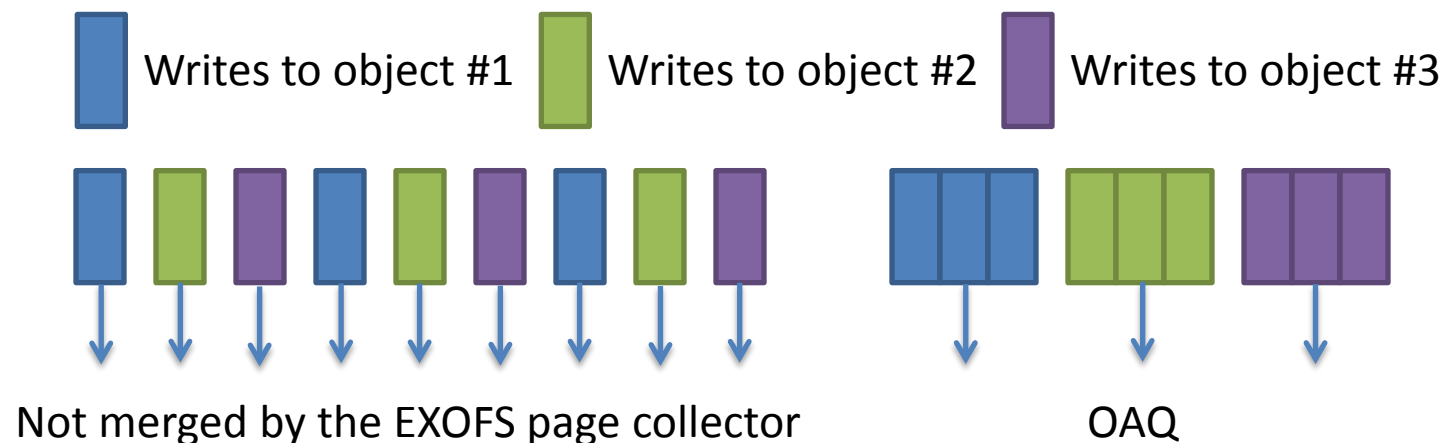 Writes to object #1 Writes to object #2 Writes to object #3
Not merged by the EXOFS page collector OAQ